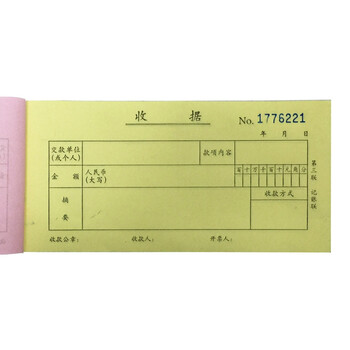 收 据
No. 1776221
年 月 日
交款单位
(或个人)
款项内容
金 额
人民币
(大写)
百十万千百十元角分
摘
要
收款方式
收款公章:
收款人:
开票人:
第三联 记账联